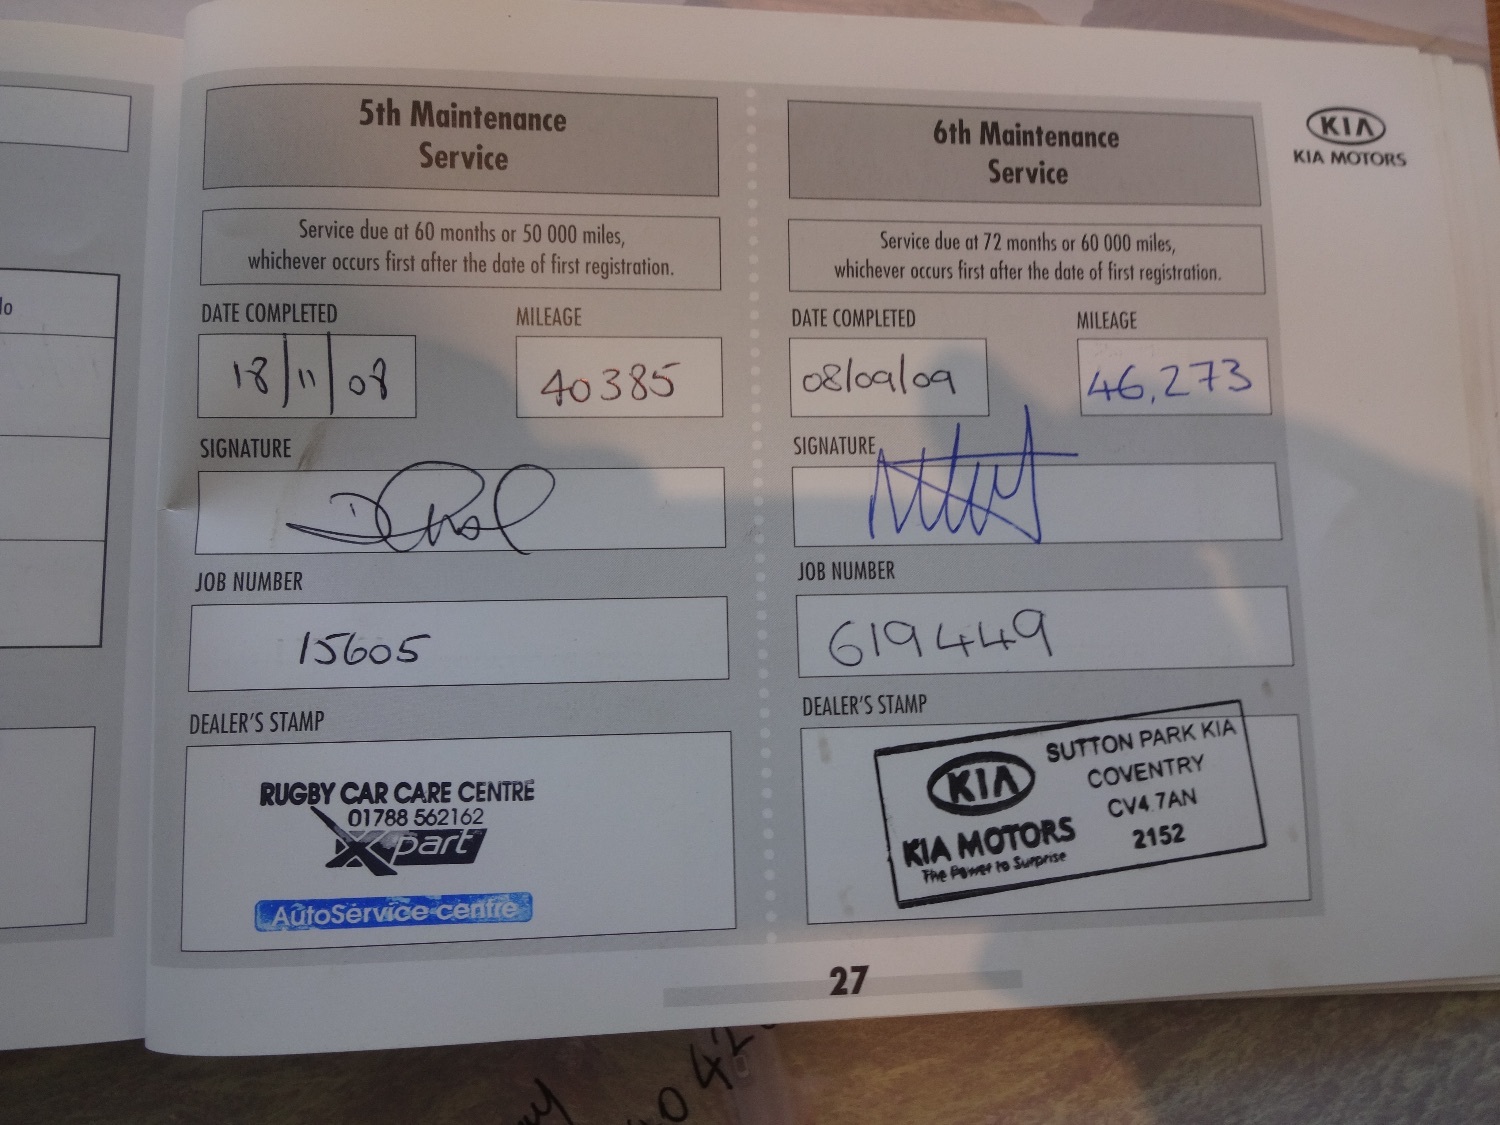 lo
5th Maintenance
Service
Service due at 60 months or 50 000 miles,
whichever occurs first after the date of first registration.
DATE COMPLETED
MILEAGE
18/11/08
40385
SIGNATURE
JOB NUMBER
15605
DEALER'S STAMP
RUGBY CAR CARE CENTRE
01788 562162
Xpart
AutoService centre
6th Maintenance
Service
Service due at 72 months or 60 000 miles,
whichever occurs first after the date of first registration.
DATE COMPLETED
MILEAGE
08/09/09
46,273
SIGNATURE
JOB NUMBER
619449
DEALER'S STAMP
KIA
KIA MOTORS
The Power to Surprise
SUTTON PARK KIA
COVENTRY
CV4 7AN
2152
KIA
KIA MOTORS
27